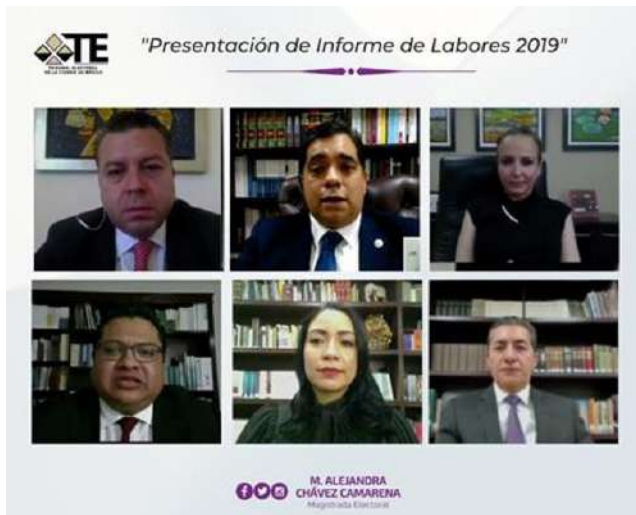 TE
TRIBUNAL ELECTORAL
DE LA CIUDAD DE MÉXICO
"Presentación de Informe de Labores 2019"
M. ALEJANDRA
CHÁVEZ CAMARENA
Magistrada Electoral